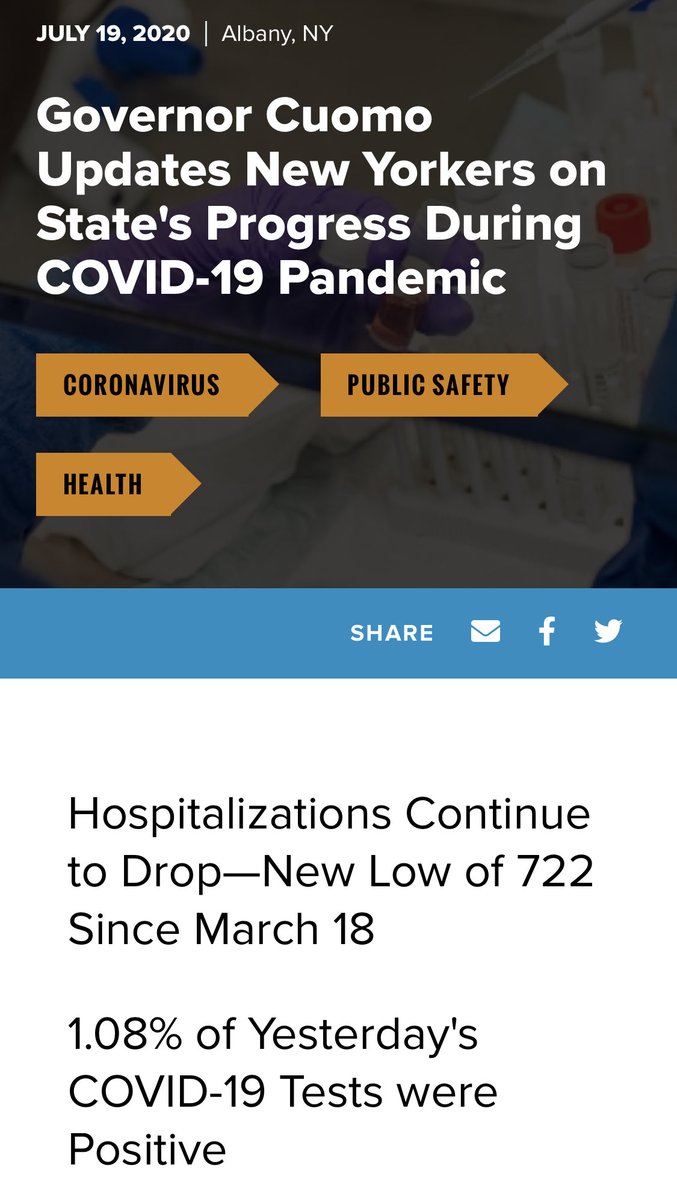 JULY 19, 2020 | Albany, NY
Governor Cuomo
Updates New Yorkers on
State's Progress During
COVID-19 Pandemic
CORONAVIRUS
PUBLIC SAFETY
HEALTH
SHARE
Hospitalizations Continue
to Drop—New Low of 722
Since March 18
1.08% of Yesterday's
COVID-19 Tests were
Positive